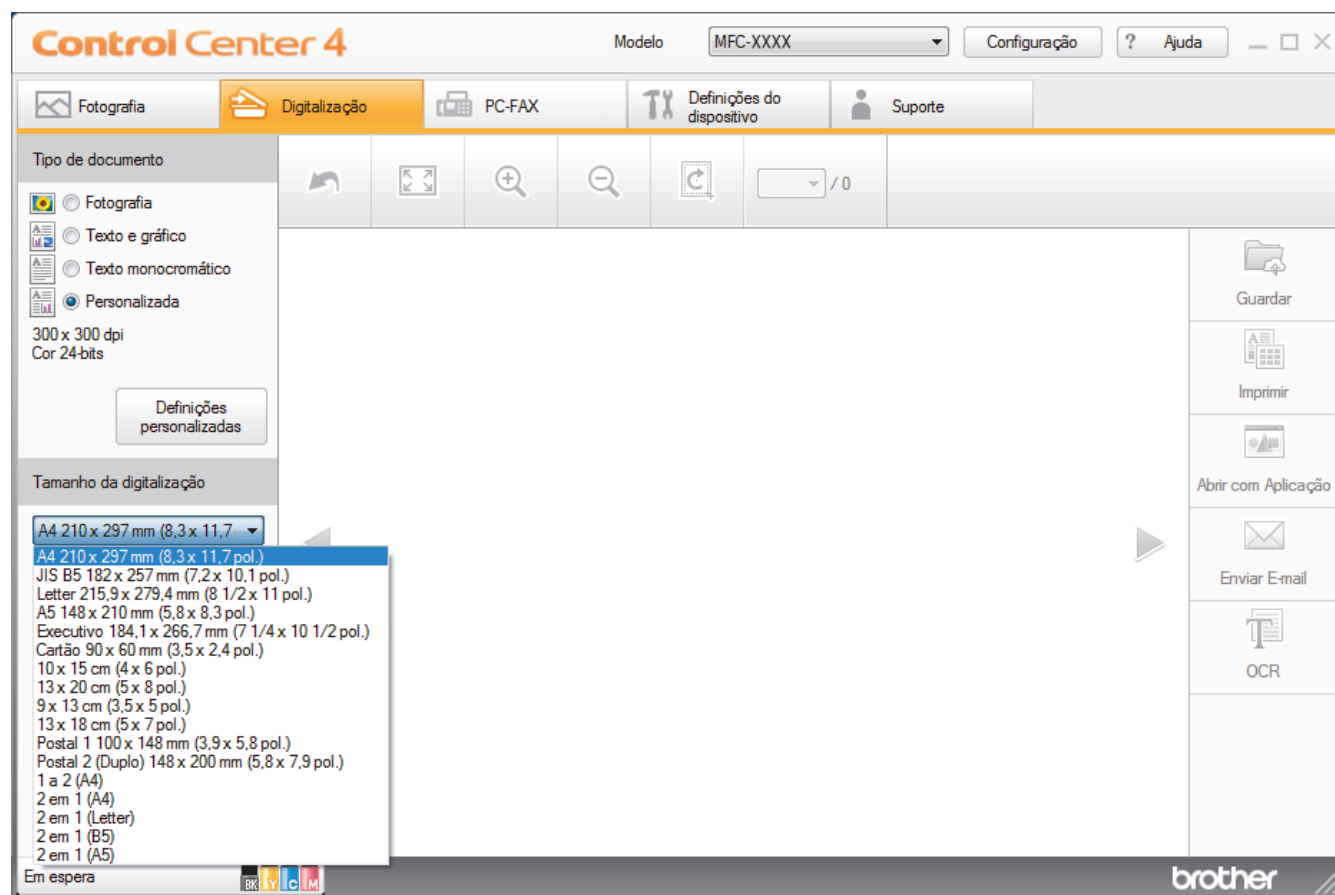 Control Center 4
Modelo
MFC-XXXX
Configuração
? Ajuda
Fotografia
Digitalização
PC-FAX
Definições do
dispositivo
Suporte
Tipo de documento
Fotografia
Texto e gráfico
Texto monocromático
Personalizada
300 x 300 dpi
Cor 24-bits
Definições
personalizadas
/ 0
Tamanho da digitalização
A4 210 x 297 mm (8,3 x 11,7
A4 210 x 297 mm (8,3 x 11,7 pol.)
JIS B5 182 x 257 mm (7,2 x 10,1 pol.)
Letter 215,9 x 279,4 mm (8 1/2 x 11 pol.)
A5 148 x 210 mm (5,8 x 8,3 pol.)
Executivo 184,1 x 266,7 mm (7 1/4 x 10 1/2 pol.)
Cartão 90 x 60 mm (3,5 x 2,4 pol.)
10 x 15 cm (4 x 6 pol.)
13 x 20 cm (5 x 8 pol.)
9 x 13 cm (3,5 x 5 pol.)
13 x 18 cm (5 x 7 pol.)
Postal 1 100 x 148 mm (3,9 x 5,8 pol.)
Postal 2 (Duplo) 148 x 200 mm (5,8 x 7,9 pol.)
1 a 2 (A4)
2 em 1 (A4)
2 em 1 (Letter)
2 em 1 (B5)
2 em 1 (A5)
Guardar
Imprimir
Abrir com Aplicação
Enviar E-mail
OCR
Em espera
BK Y C M
brother